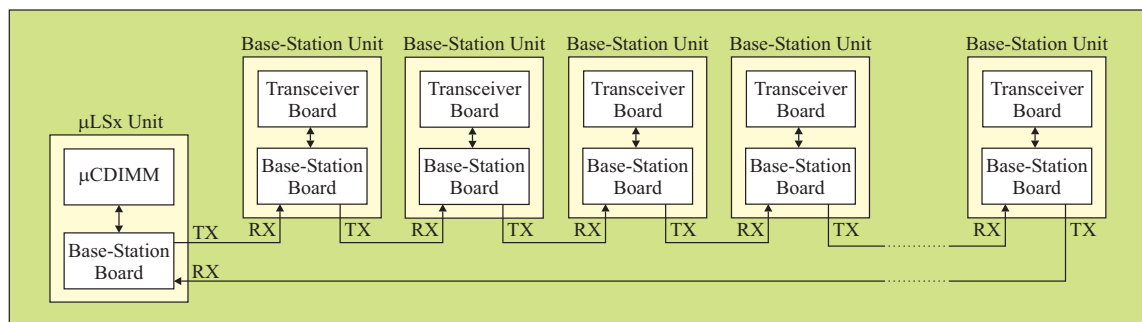 Base-Station Unit
Base-Station Unit
Base-Station Unit
Base-Station Unit
Base-Station Unit
Transceiver
Board
Transceiver
Board
Transceiver
Board
Transceiver
Board
Transceiver
Board
μLSx Unit
μCDIMM
Base-Station
Board
Base-Station
Board
Base-Station
Board
Base-Station
Board
Base-Station
Board
Base-Station
Board
TX
RX
TX
RX
TX
RX
TX
RX
TX
RX
TX
RX